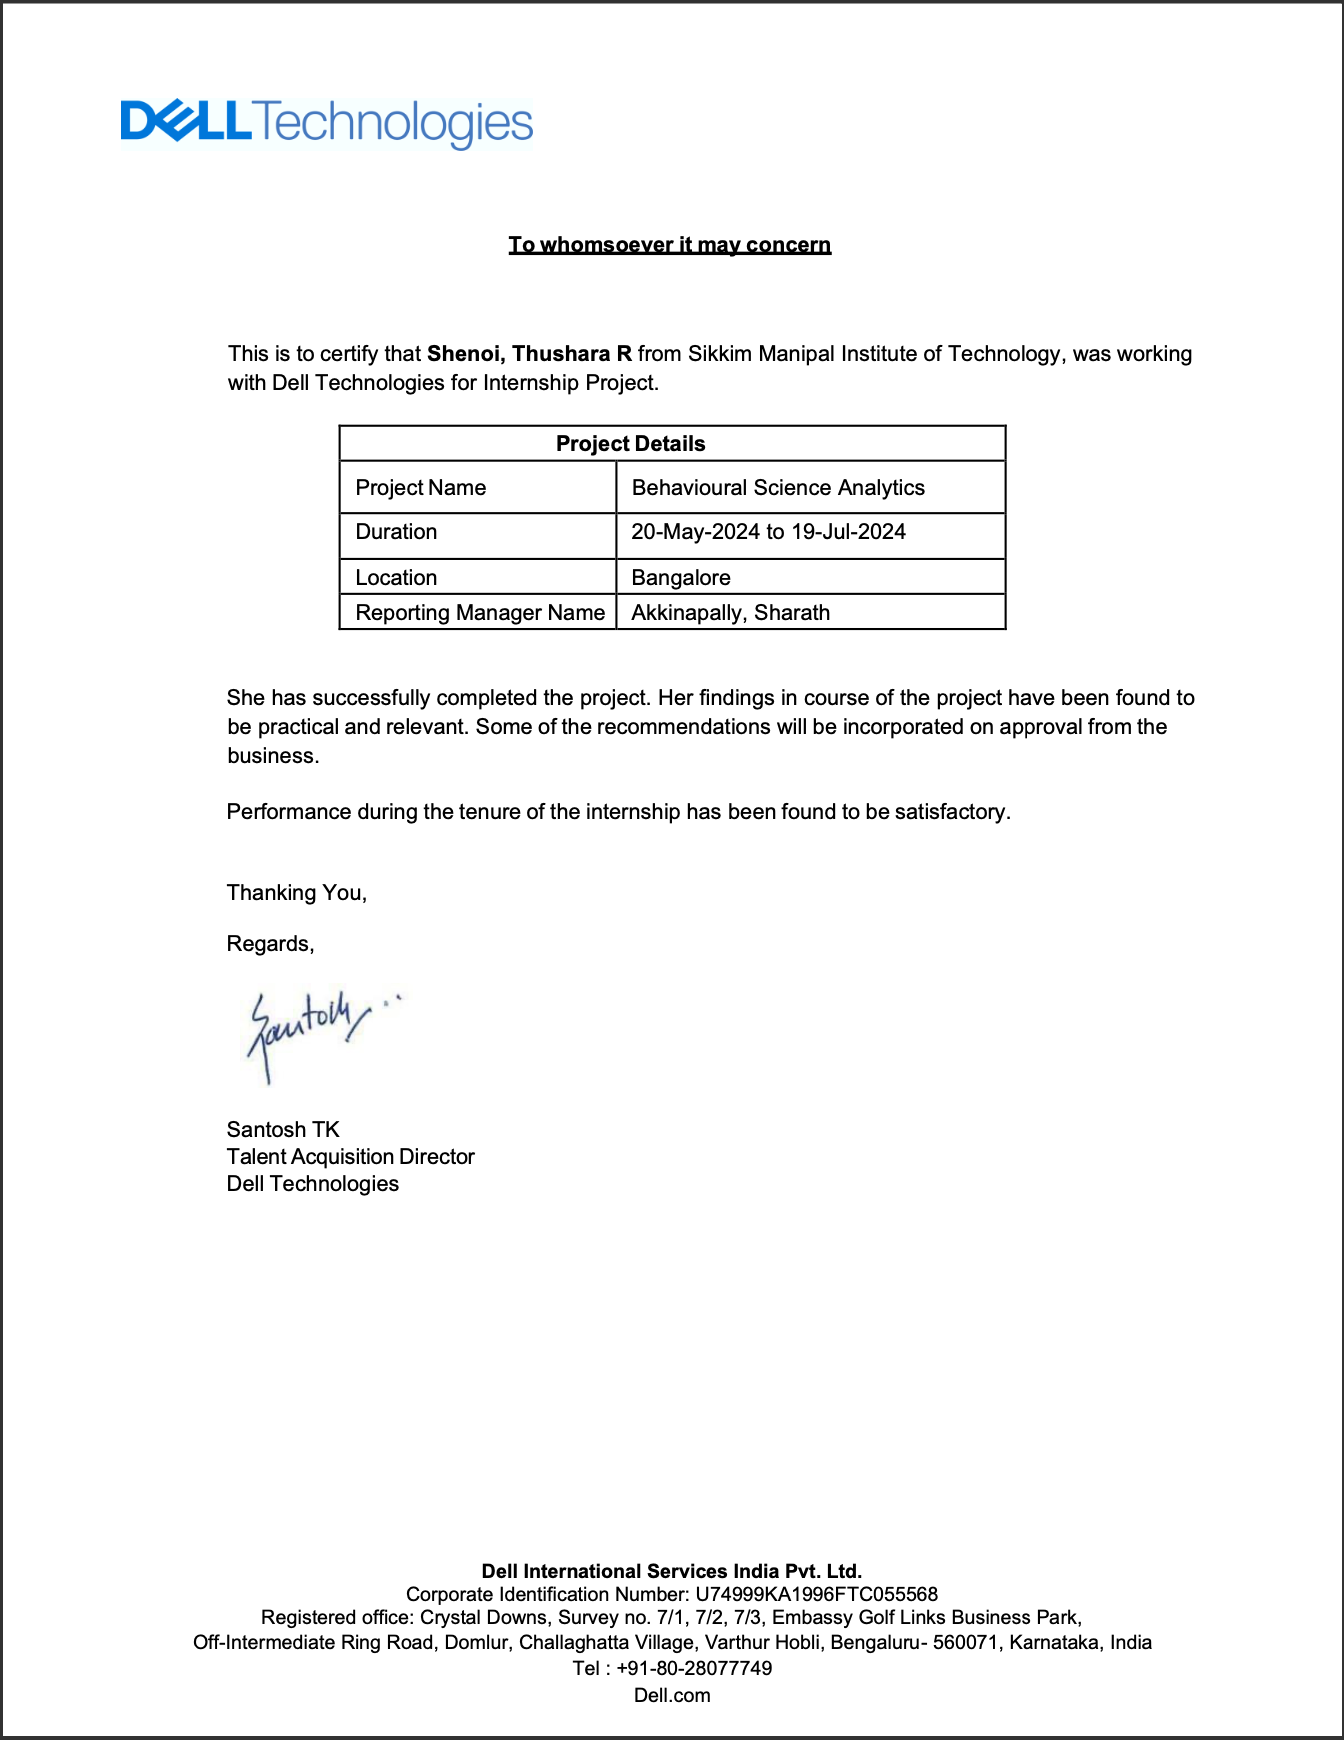 DELL Technologies
To whomsoever it may concern
This is to certify that Shenoi, Thushara R from Sikkim Manipal Institute of Technology, was working
with Dell Technologies for Internship Project.
Project Details
Project Name Behavioural Science Analytics
Duration 20-May-2024 to 19-Jul-2024
Location Bangalore
Reporting Manager Name Akkinapally, Sharath
She has successfully completed the project. Her findings in course of the project have been found to
be practical and relevant. Some of the recommendations will be incorporated on approval from the
business.
Performance during the tenure of the internship has been found to be satisfactory.
Thanking You,
Regards,
Santosh
Santosh TK
Talent Acquisition Director
Dell Technologies
Dell International Services India Pvt. Ltd.
Corporate Identification Number: U74999KA1996FTC055568
Registered office: Crystal Downs, Survey no. 7/1, 7/2, 7/3, Embassy Golf Links Business Park,
Off-Intermediate Ring Road, Domlur, Challaghatta Village, Varthur Hobli, Bengaluru- 560071, Karnataka, India
Tel : +91-80-28077749
Dell.com